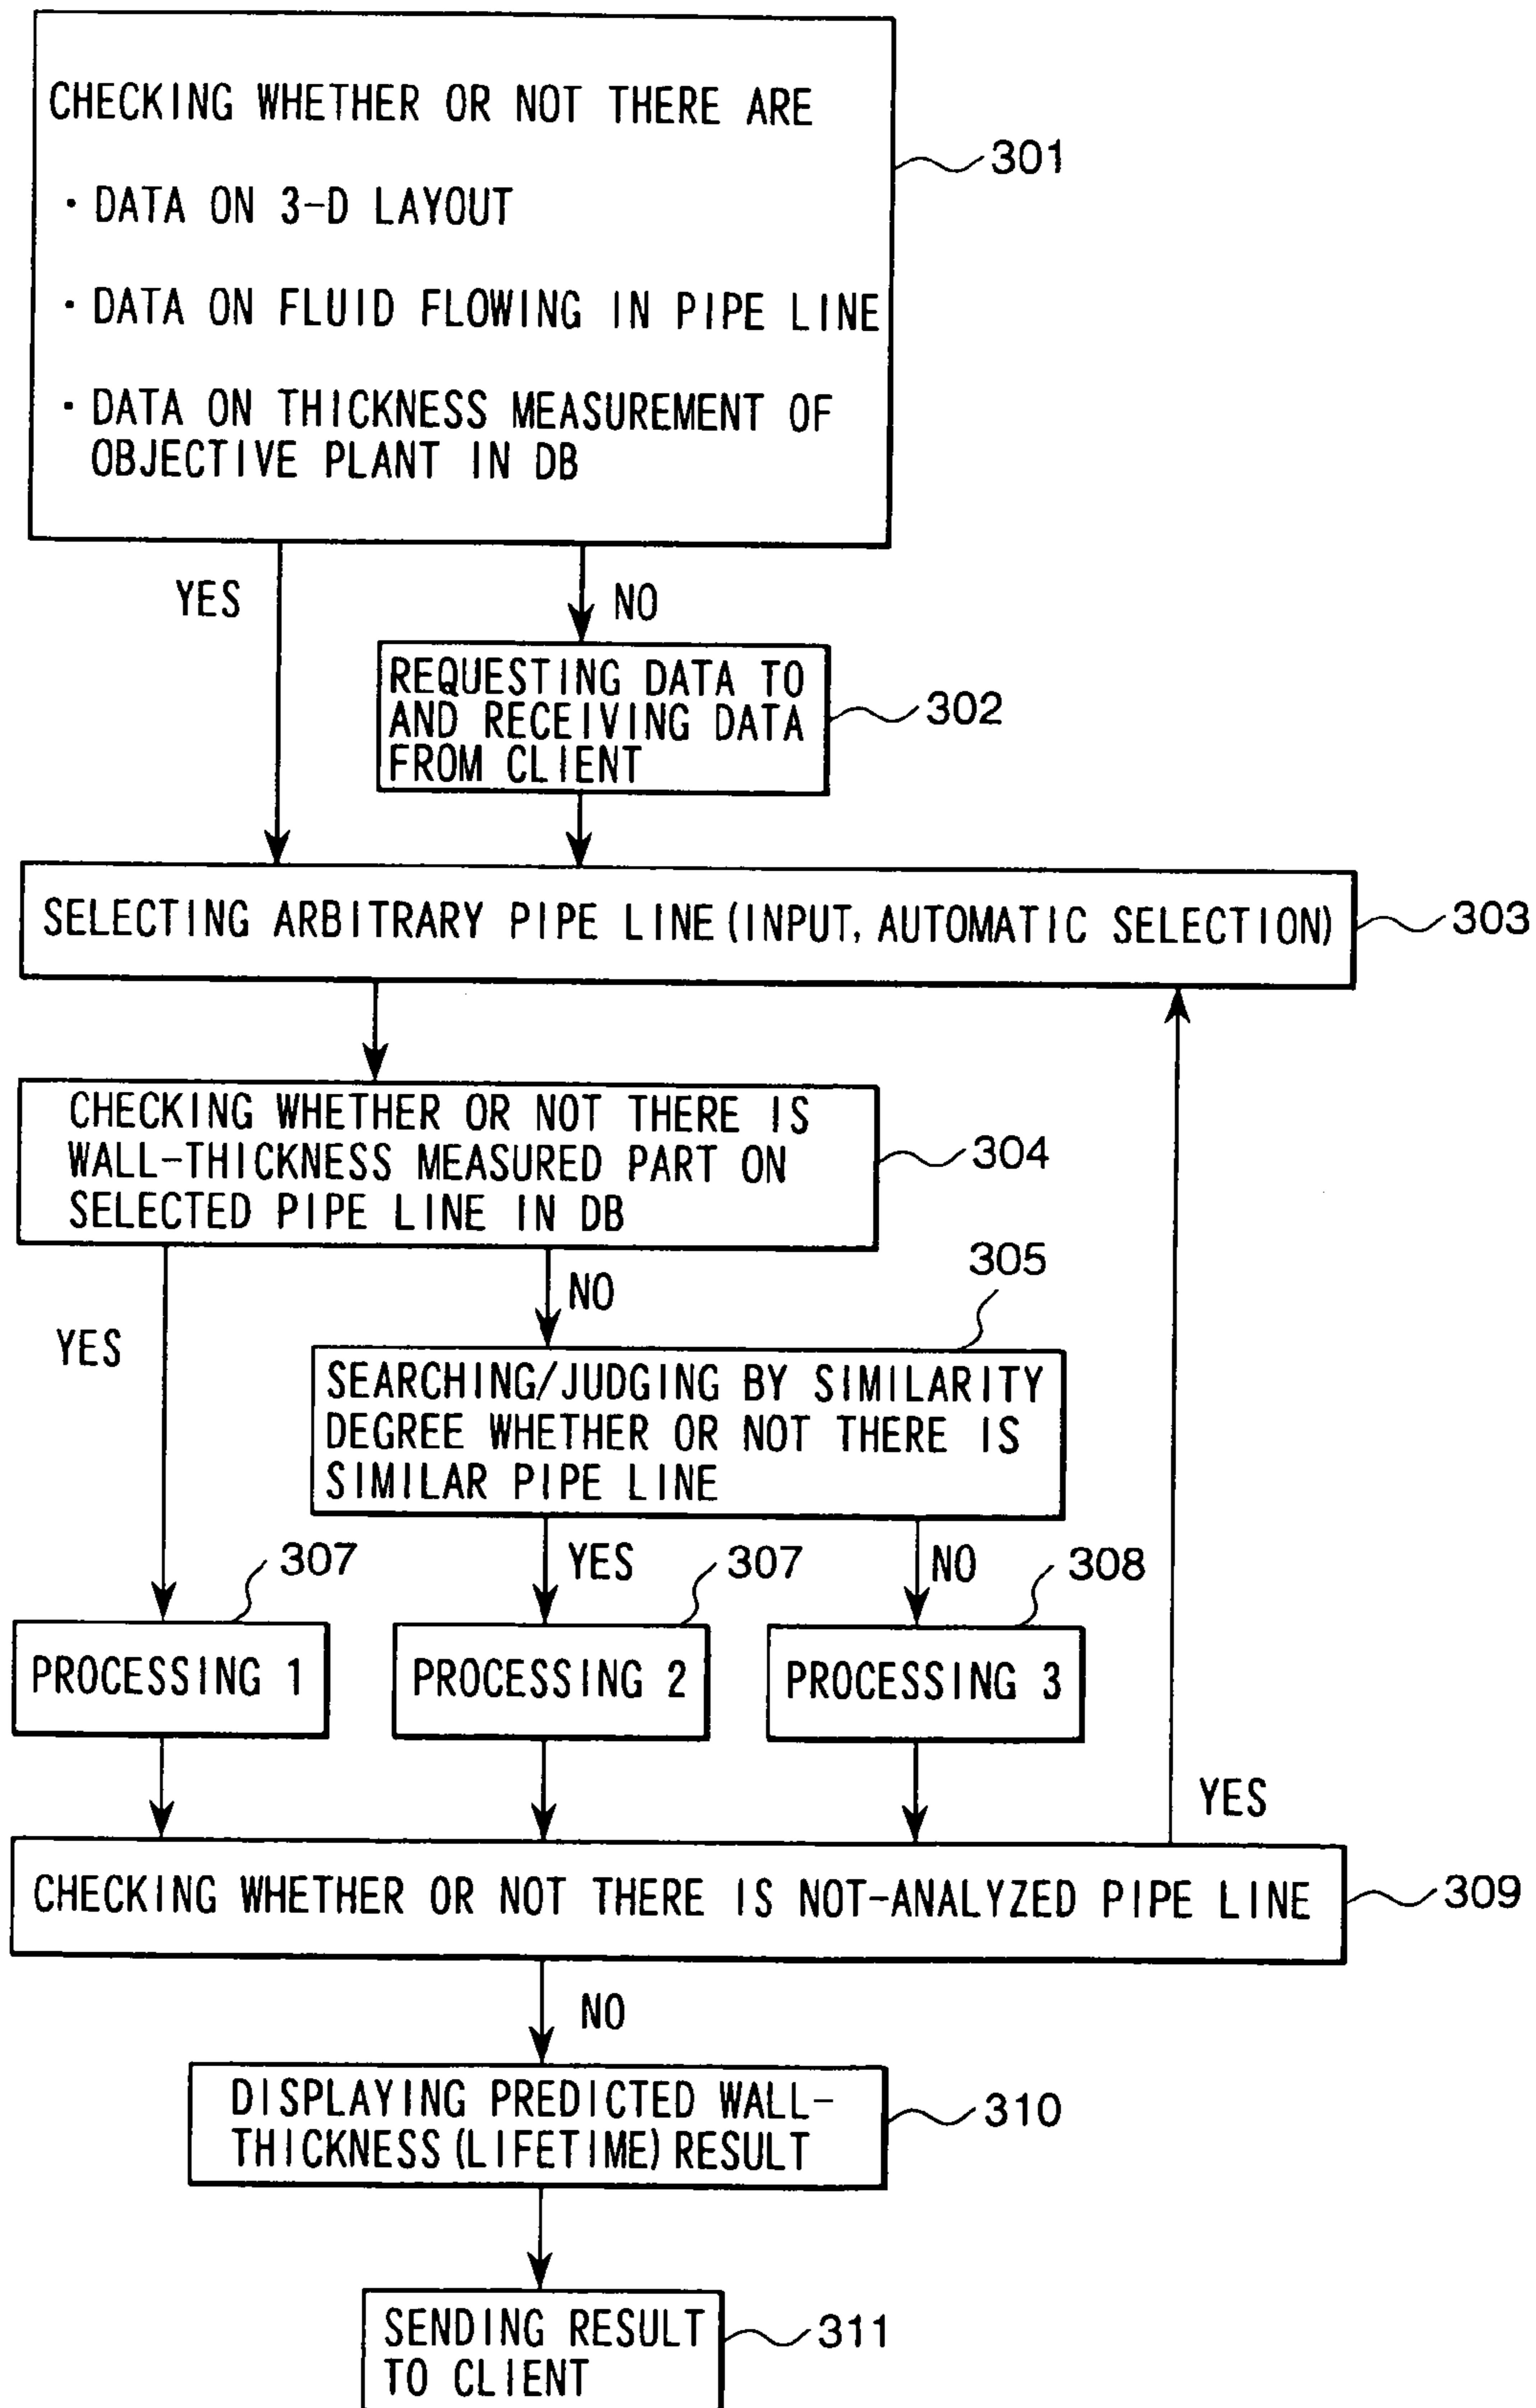 CHECKING WHETHER OR NOT THERE ARE
· DATA ON 3-D LAYOUT
· DATA ON FLUID FLOWING IN PIPE LINE
· DATA ON THICKNESS MEASUREMENT OF
OBJECTIVE PLANT IN DB
301
YES
NO
REQUESTING DATA TO
AND RECEIVING DATA
FROM CLIENT
302
SELECTING ARBITRARY PIPE LINE (INPUT, AUTOMATIC SELECTION)
303
CHECKING WHETHER OR NOT THERE IS
WALL-THICKNESS MEASURED PART ON
SELECTED PIPE LINE IN DB
304
YES
NO
305
SEARCHING/JUDGING BY SIMILARITY
DEGREE WHETHER OR NOT THERE IS
SIMILAR PIPE LINE
307
YES
307
NO
308
PROCESSING 1
PROCESSING 2
PROCESSING 3
YES
CHECKING WHETHER OR NOT THERE IS NOT-ANALYZED PIPE LINE
309
NO
DISPLAYING PREDICTED WALL-
THICKNESS (LIFETIME) RESULT
310
SENDING RESULT
TO CLIENT
311